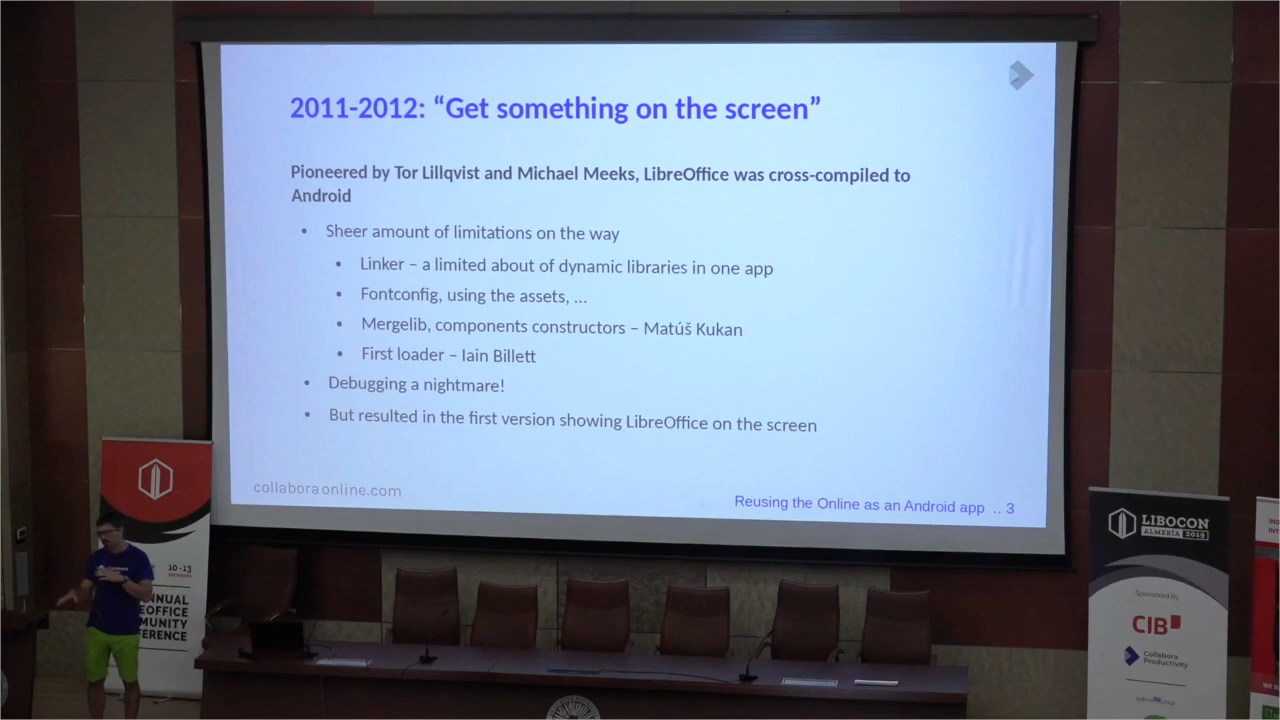 2011-2012: “Get something on the screen”
Pioneered by Tor Lillqvist and Michael Meeks, LibreOffice was cross-compiled to
Android
• Sheer amount of limitations on the way
• Linker – a limited about of dynamic libraries in one app
• Fontconfig, using the assets, ...
• Mergelib, components constructors – Matúš Kukan
• First loader – Iain Billett
• Debugging a nightmare!
• But resulted in the first version showing LibreOffice on the screen
collaboraonline.com
Reusing the Online as an Android app .. 3
10-13
NNUAL
EOFFICE
MUNITY
ERENCE
LIBOCON
ALMERÍA 2019
Sponsored by
CIB
Collabora
Productivity